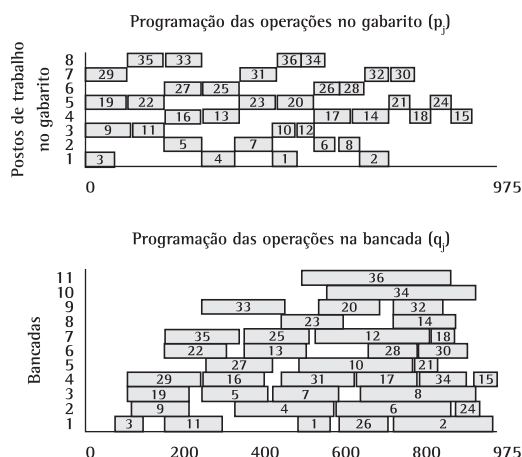 Programação das operações no gabarito (pj)
Postos de trabalho
no gabarito
8 35 33 36 34
7 29 31 32 30
6 27 25 26 28
5 19 22 23 20 21 24
4 16 13 17 14 18 15
3 9 11 10 12
2 5 7 6 8
1 3 4 1 2
0 975
Programação das operações na bancada (qj)
Bancadas
11 36
10 34
9 33 20 32
8 23 14
7 35 25 12 18
6 22 13 28 30
5 27 10 21
4 29 16 31 17 34 15
3 19 5 7 8
2 9 4 6 24
1 3 11 1 26 2
0 200 400 600 800 975